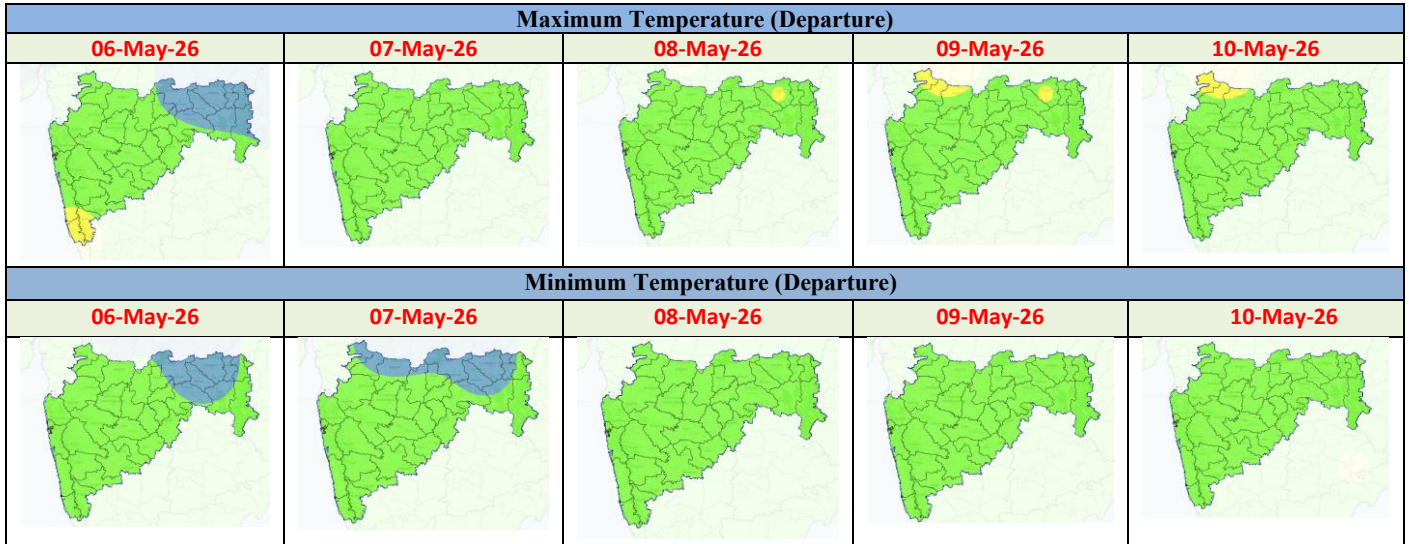 Maximum Temperature (Departure)
06-May-26 07-May-26 08-May-26 09-May-26 10-May-26
Minimum Temperature (Departure)
06-May-26 07-May-26 08-May-26 09-May-26 10-May-26